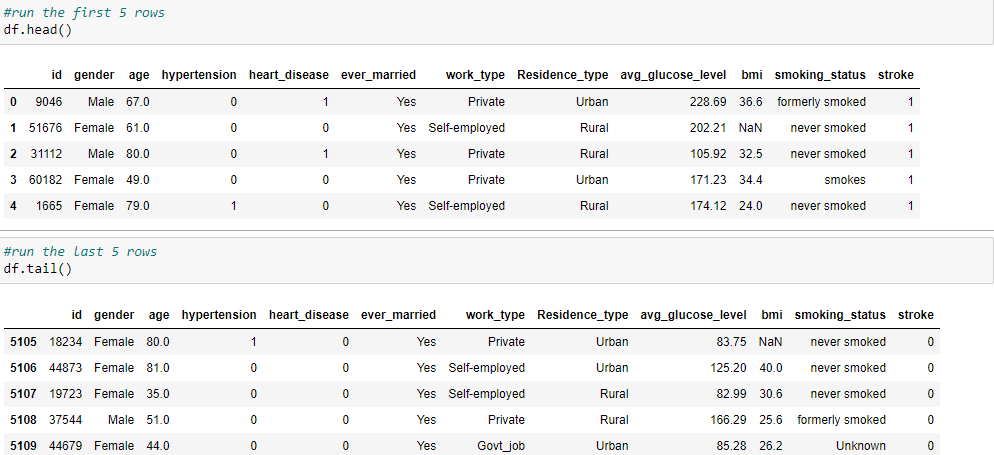 #run the first 5 rows
df.head()
id gender age hypertension heart_disease ever_married work_type Residence_type avg_glucose_level bmi smoking_status stroke
0 9046 Male 67.0 0 1 Yes Private Urban 228.69 36.6 formerly smoked 1
1 51676 Female 61.0 0 0 Yes Self-employed Rural 202.21 NaN never smoked 1
2 31112 Male 80.0 0 1 Yes Private Rural 105.92 32.5 never smoked 1
3 60182 Female 49.0 0 0 Yes Private Urban 171.23 34.4 smokes 1
4 1665 Female 79.0 1 0 Yes Self-employed Rural 174.12 24.0 never smoked 1
#run the last 5 rows
df.tail()
id gender age hypertension heart_disease ever_married work_type Residence_type avg_glucose_level bmi smoking_status stroke
5105 18234 Female 80.0 1 0 Yes Private Urban 83.75 NaN never smoked 0
5106 44873 Female 81.0 0 0 Yes Self-employed Urban 125.20 40.0 never smoked 0
5107 19723 Female 35.0 0 0 Yes Self-employed Rural 82.99 30.6 never smoked 0
5108 37544 Male 51.0 0 0 Yes Private Rural 166.29 25.6 formerly smoked 0
5109 44679 Female 44.0 0 0 Yes Govt_job Urban 85.28 26.2 Unknown 0